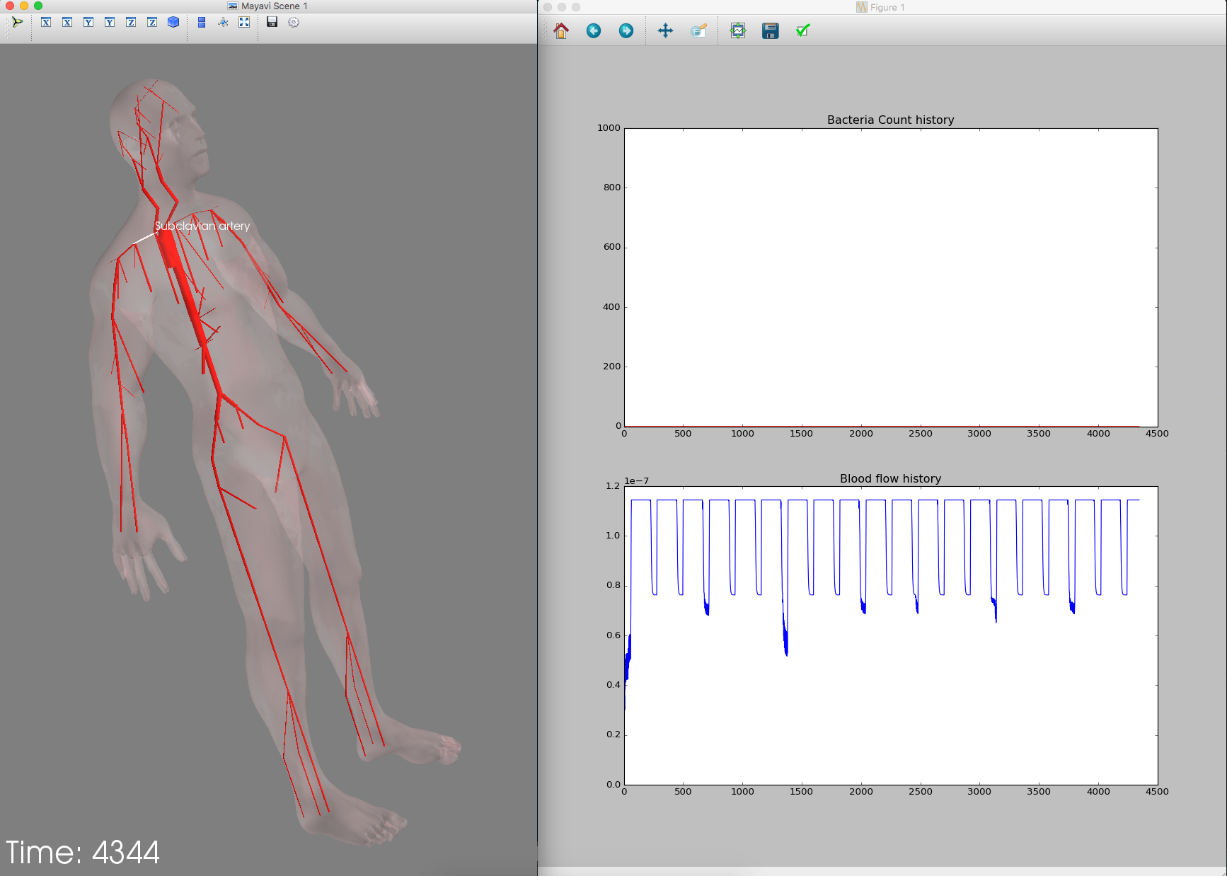 Mayavi Scene 1
X X Y Y Z Z
Subclavian artery
Time: 4344
Figure 1
Bacteria Count history
1000
800
600
400
200
0
0 500 1000 1500 2000 2500 3000 3500 4000 4500
Blood flow history
1e−7
1.2
1.0
0.8
0.6
0.4
0.2
0.0
0 500 1000 1500 2000 2500 3000 3500 4000 4500